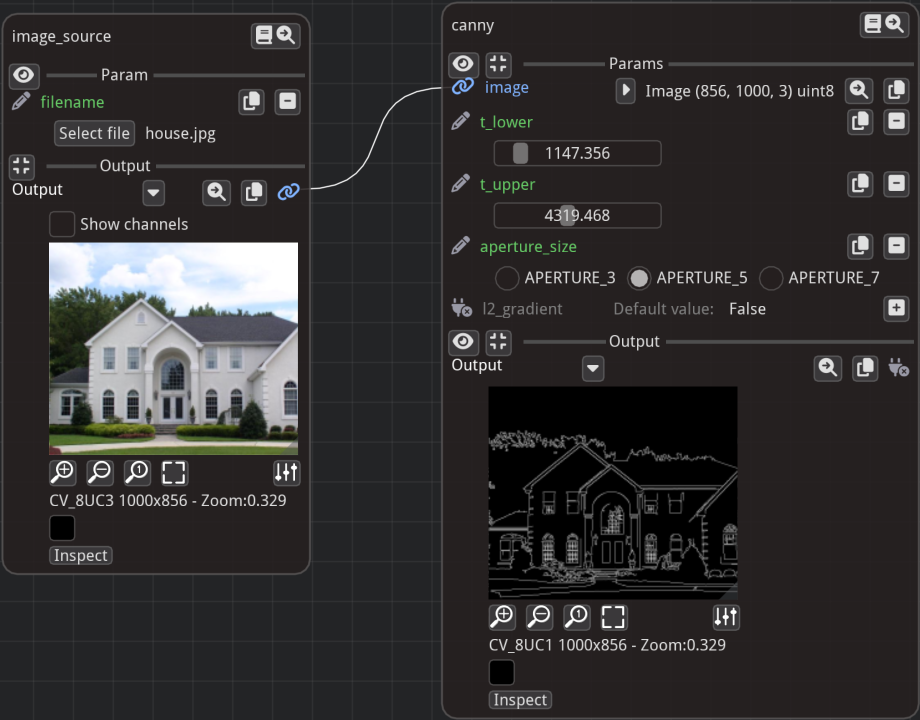 image_source
Param
filename
Select file house.jpg
Output
Output
Show channels
1
CV_8UC3 1000x856 - Zoom:0.329
Inspect
canny
Params
image Image (856, 1000, 3) uint8
t_lower
1147.356
t_upper
4319.468
aperture_size
APERTURE_3 APERTURE_5 APERTURE_7
l2_gradient Default value: False
Output
Output
1
CV_8UC1 1000x856 - Zoom:0.329
Inspect